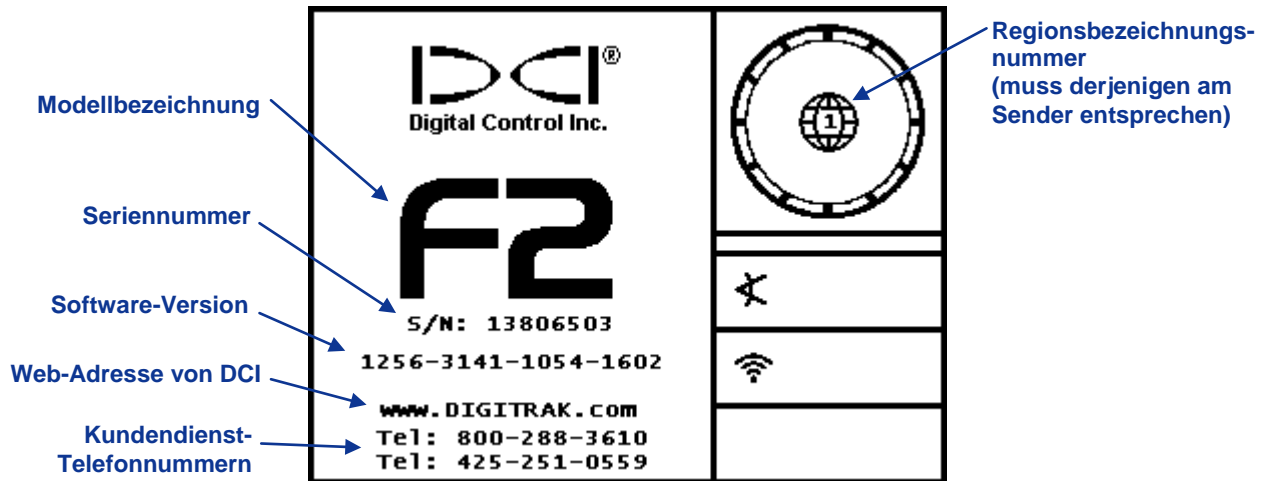 Modellbezeichnung
Seriennummer
Software-Version
Web-Adresse von DCI
Kundendienst-
Telefonnummern
DCI®
Digital Control Inc.
F2
S/N: 13806503
1256-3141-1054-1602
www.DIGITRAK.com
Tel: 800-288-3610
Tel: 425-251-0559
1
Regionsbezeichnungs-
nummer
(muss derjenigen am
Sender entsprechen)